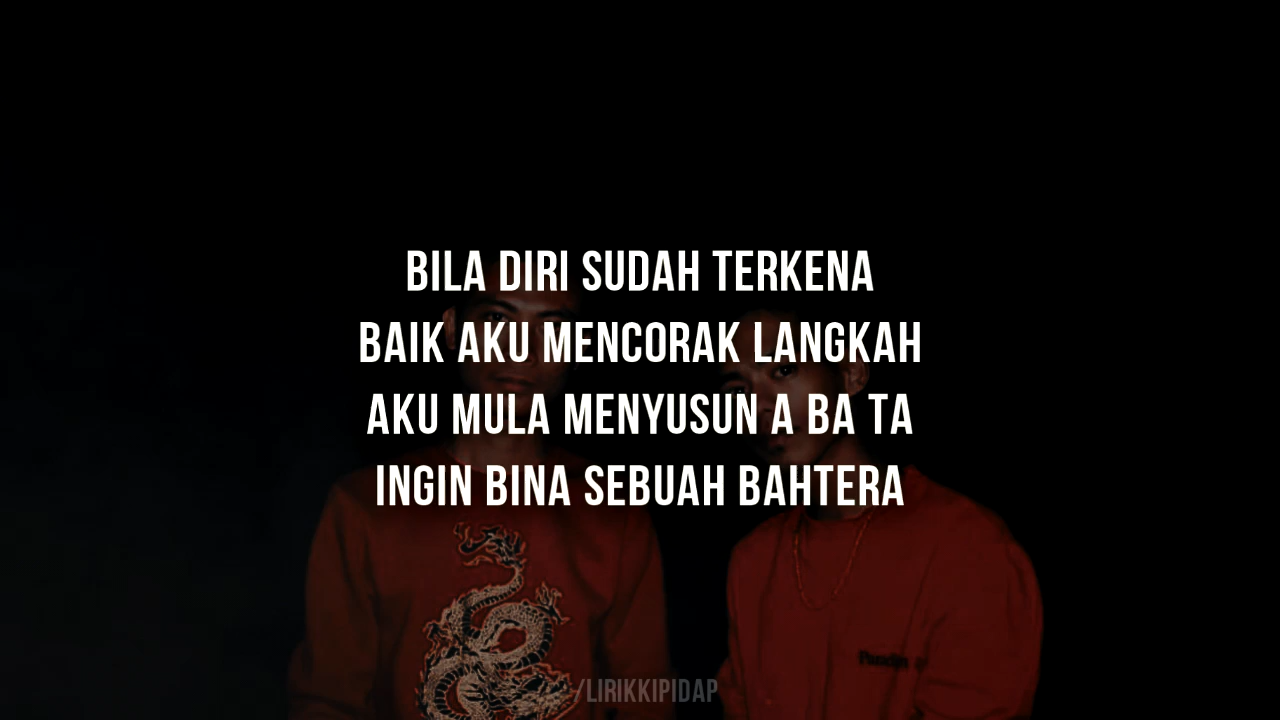 BILA DIRI SUDAH TERKENA
BAIK AKU MENCORAK LANGKAH
AKU MULA MENYUSUN A BA TA
INGIN BINA SEBUAH BAHTERA
/LIRIKKIPIDAP